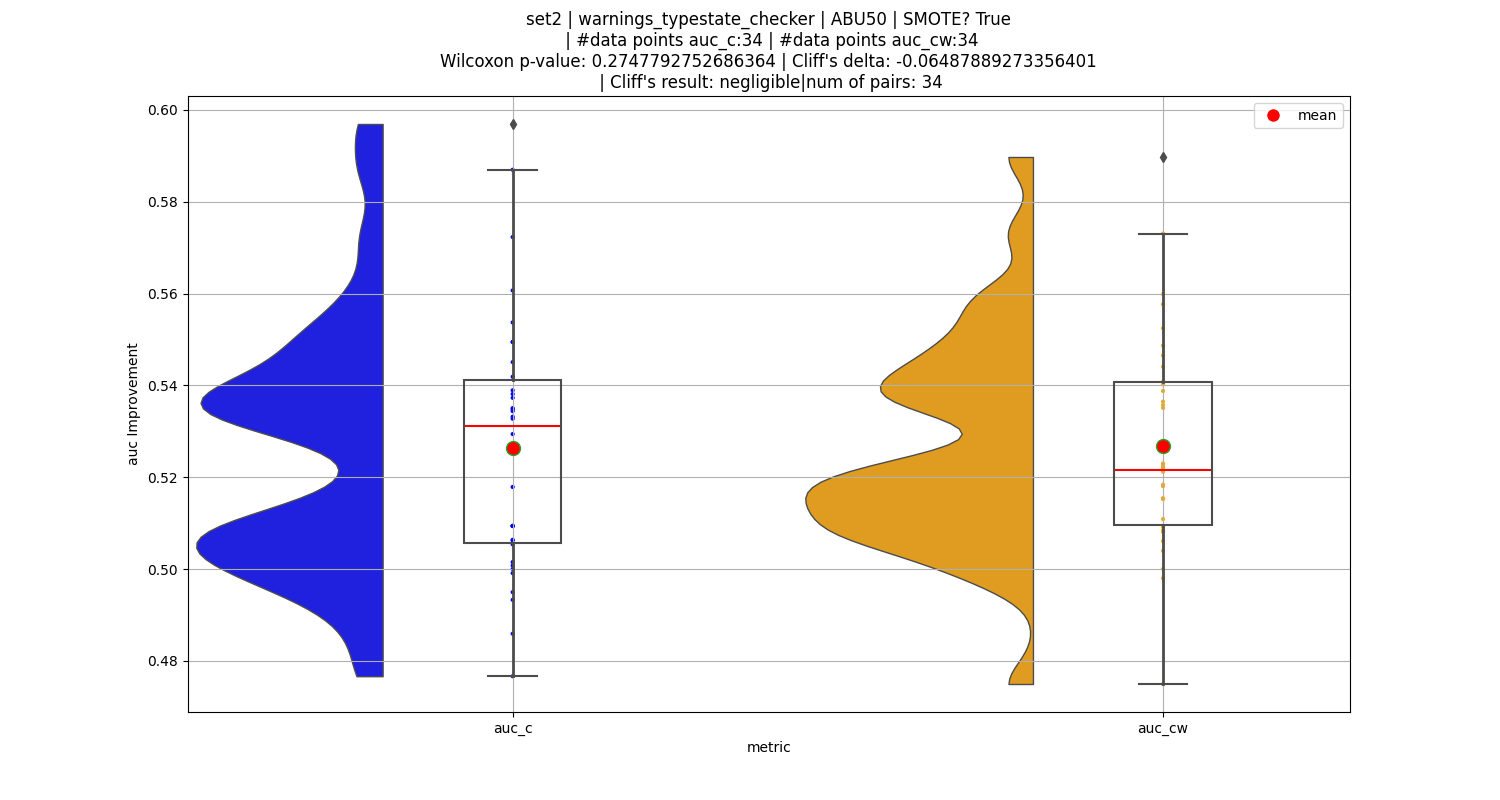 set2 | warnings_typestate_checker | ABU50 | SMOTE? True
| #data points auc_c:34 | #data points auc_cw:34
Wilcoxon p-value: 0.2747792752686364 | Cliff's delta: -0.06487889273356401
| Cliff's result: negligible|num of pairs: 34
0.60
mean
0.58
0.56
0.54
0.52
0.50
0.48
auc Improvement
auc_c
auc_cw
metric